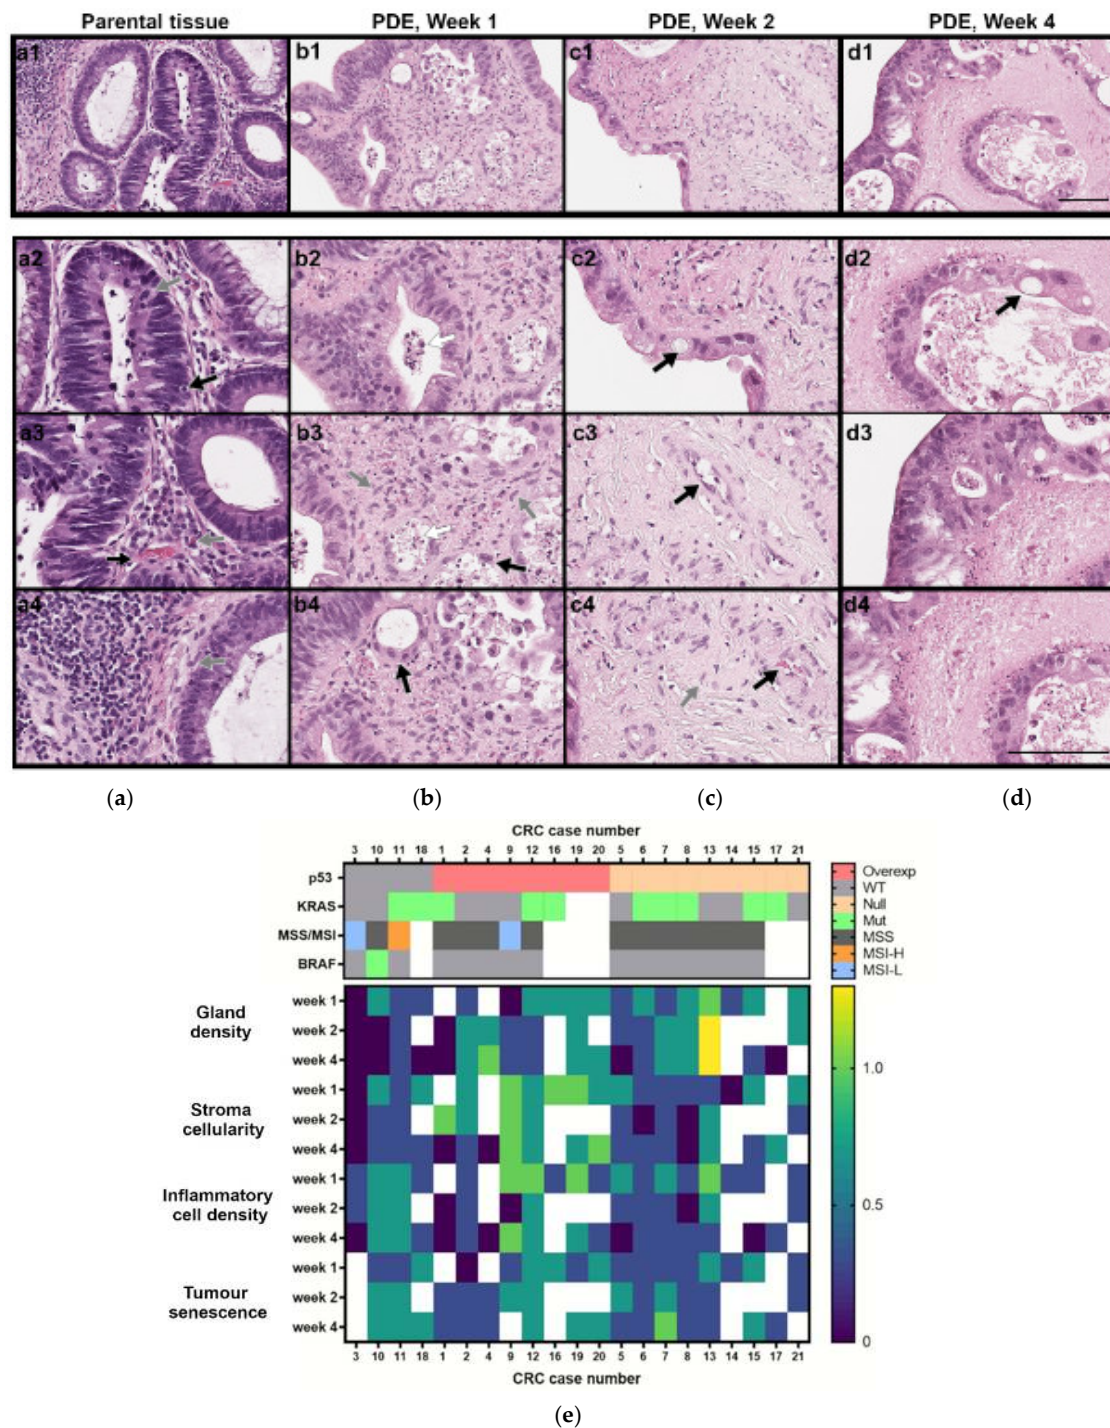 Parental tissue PDE, Week 1 PDE, Week 2 PDE, Week 4
a1 b1 c1 d1
a2 b2 c2 d2
a3 b3 c3 d3
a4 b4 c4 d4
(a) (b) (c) (d)
CRC case number
3 10 11 18 1 2 4 9 12 16 19 20 5 6 7 8 13 14 15 17 21
p53
KRAS
MSS/MSI
BRAF
Overexp
WT
Null
Mut
MSS
MSI-H
MSI-L
Gland
density
week 1
week 2
week 4
Stroma
cellularity
week 1
week 2
week 4
Inflammatory
cell density
week 1
week 2
week 4
Tumour
senescence
week 1
week 2
week 4
1.0
0.5
0
3 10 11 18 1 2 4 9 12 16 19 20 5 6 7 8 13 14 15 17 21
CRC case number
(e)